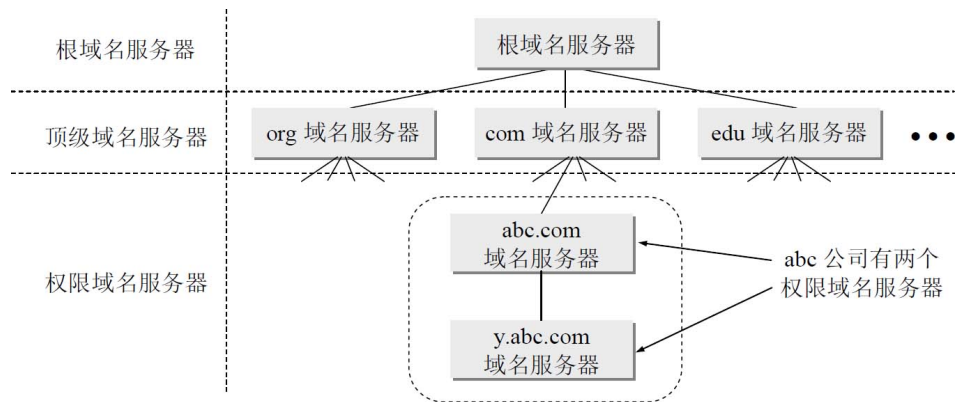 根域名服务器
根域名服务器
顶级域名服务器
org 域名服务器
com 域名服务器
edu 域名服务器
•••
权限域名服务器
abc.com
域名服务器
abc 公司有两个
权限域名服务器
y.abc.com
域名服务器